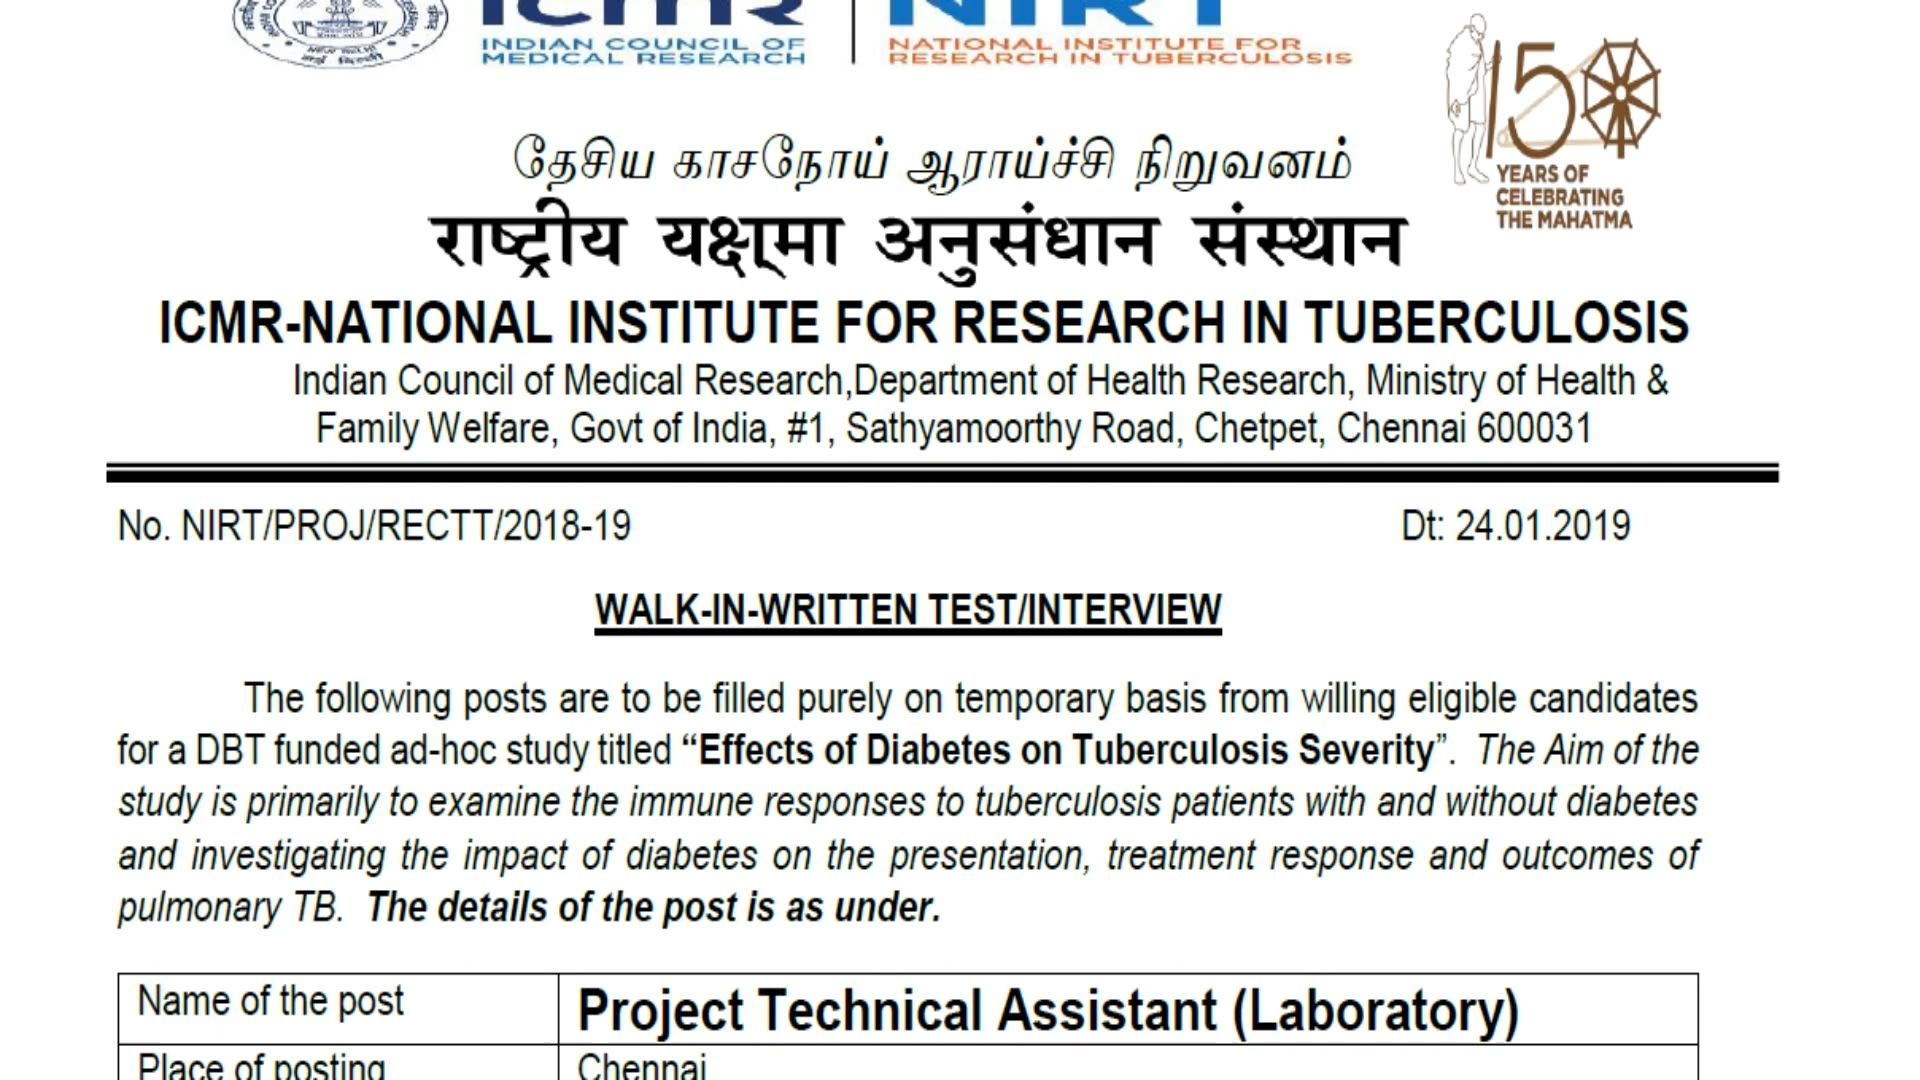 icmr
INDIAN COUNCIL OF
MEDICAL RESEARCH
NIRT
NATIONAL INSTITUTE FOR
RESEARCH IN TUBERCULOSIS
150
YEARS OF
CELEBRATING
THE MAHATMA
தேசிய காசநோய் ஆராய்ச்சி நிறுவனம்
राष्ट्रीय यक्ष्मा अनुसंधान संस्थान
ICMR-NATIONAL INSTITUTE FOR RESEARCH IN TUBERCULOSIS
Indian Council of Medical Research,Department of Health Research, Ministry of Health &
Family Welfare, Govt of India, #1, Sathyamoorthy Road, Chetpet, Chennai 600031
No. NIRT/PROJ/RECTT/2018-19 Dt: 24.01.2019
WALK-IN-WRITTEN TEST/INTERVIEW
The following posts are to be filled purely on temporary basis from willing eligible candidates
for a DBT funded ad-hoc study titled “Effects of Diabetes on Tuberculosis Severity”. The Aim of the
study is primarily to examine the immune responses to tuberculosis patients with and without diabetes
and investigating the impact of diabetes on the presentation, treatment response and outcomes of
pulmonary TB. The details of the post is as under.
Name of the post Project Technical Assistant (Laboratory)
Place of posting Chennai